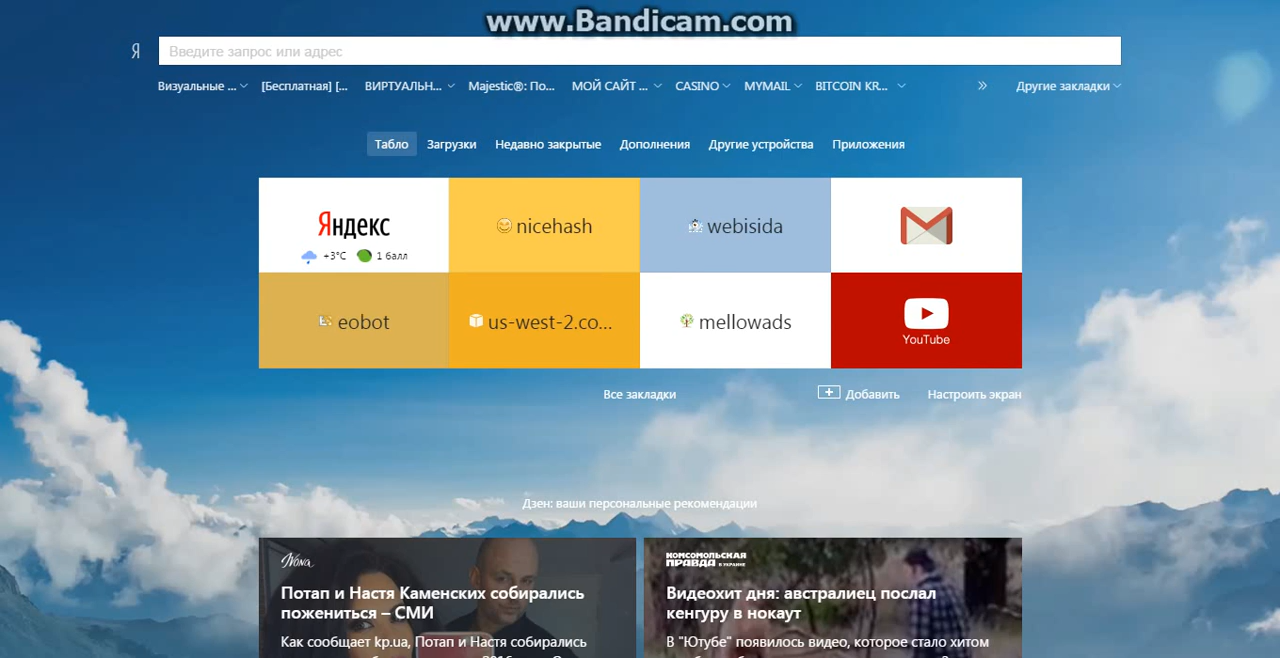 www.Bandicam.com
Я Введите запрос или адрес
Визуальные ... [Бесплатная] [... ВИРТУАЛЬН... Majestic®: По... МОЙ САЙТ ... CASINO MYMAIL BITCOIN KR... » Другие закладки
Табло Загрузки Недавно закрытые Дополнения Другие устройства Приложения
Яндекс nicehash webisida
+3°C 1 балл
eobot us-west-2.co... mellowads YouTube
Все закладки Добавить Настроить экран
Дзен: ваши персональные рекомендации
Nona
Потап и Настя Каменских собирались
пожениться – СМИ
Как сообщает kp.ua, Потап и Настя собирались
КОМСОМОЛЬСКАЯ
ПРАВДА В УКРАИНЕ
Видеохит дня: австралиец послал
кенгуру в нокаут
В "Ютубе" появилось видео, которое стало хитом